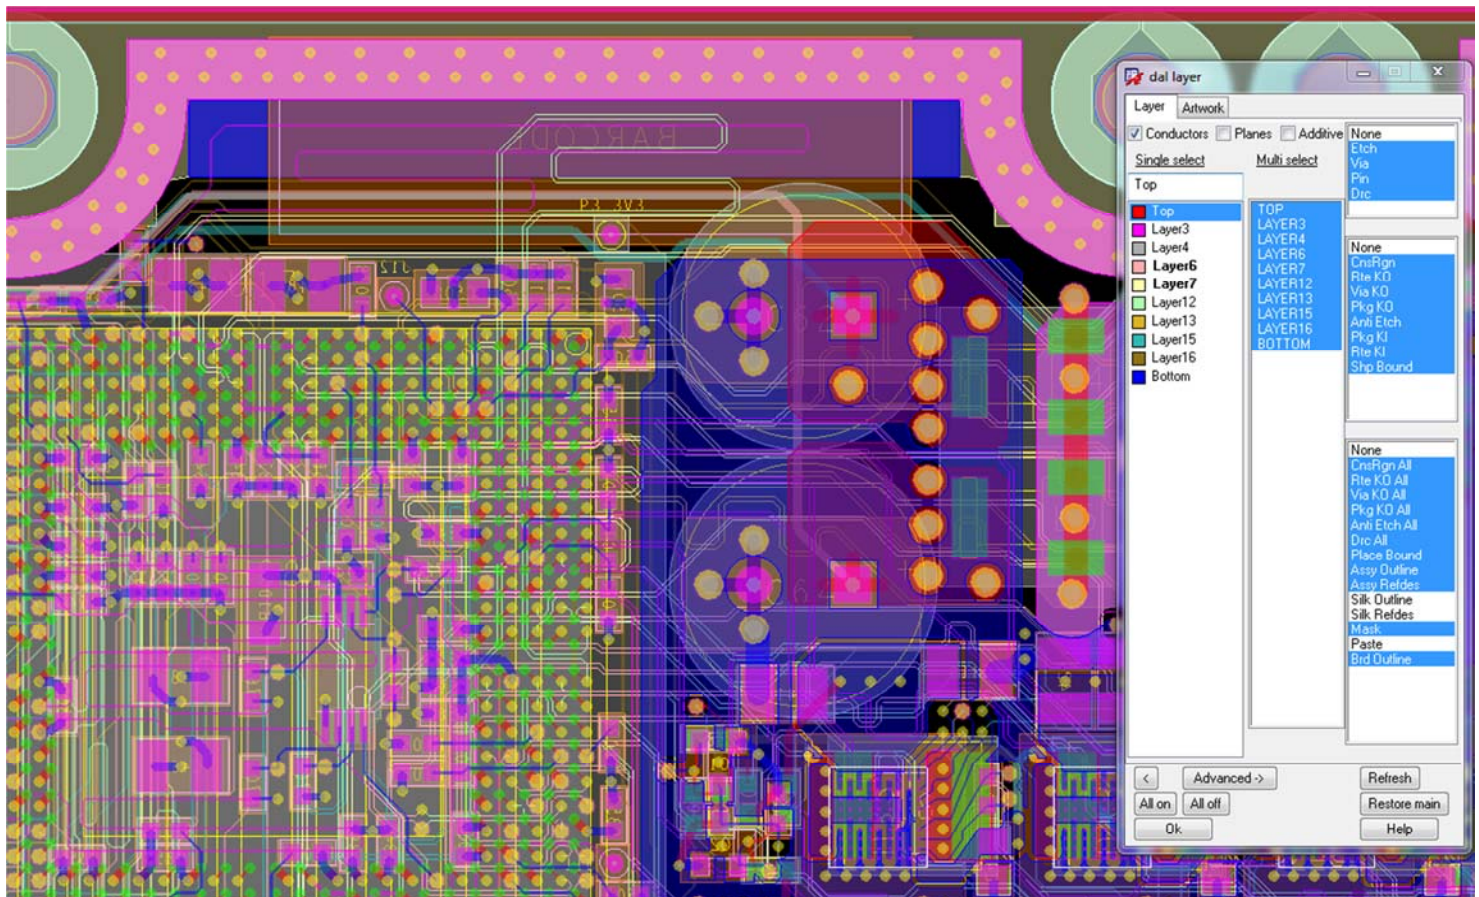 BARCODE
P3_3V3
J12
dal layer
Layer Artwork
Conductors Planes Additive
Single select
Multi select
Top
Top
Layer3
Layer4
Layer6
Layer7
Layer12
Layer13
Layer15
Layer16
Bottom
TOP
LAYER3
LAYER4
LAYER6
LAYER7
LAYER12
LAYER13
LAYER15
LAYER16
BOTTOM
None
Etch
Via
Pin
Drc
None
CnsRgn
Rte KO
Via KO
Pkg KO
Anti Etch
Pkg KI
Rte KI
Shp Bound
None
CnsRgn All
Rte KO All
Via KO All
Pkg KO All
Anti Etch All
Drc All
Place Bound
Assy Outline
Assy Refdes
Silk Outline
Silk Refdes
Mask
Paste
Brd Outline
< Advanced -> Refresh
All on All off Restore main
Ok Help